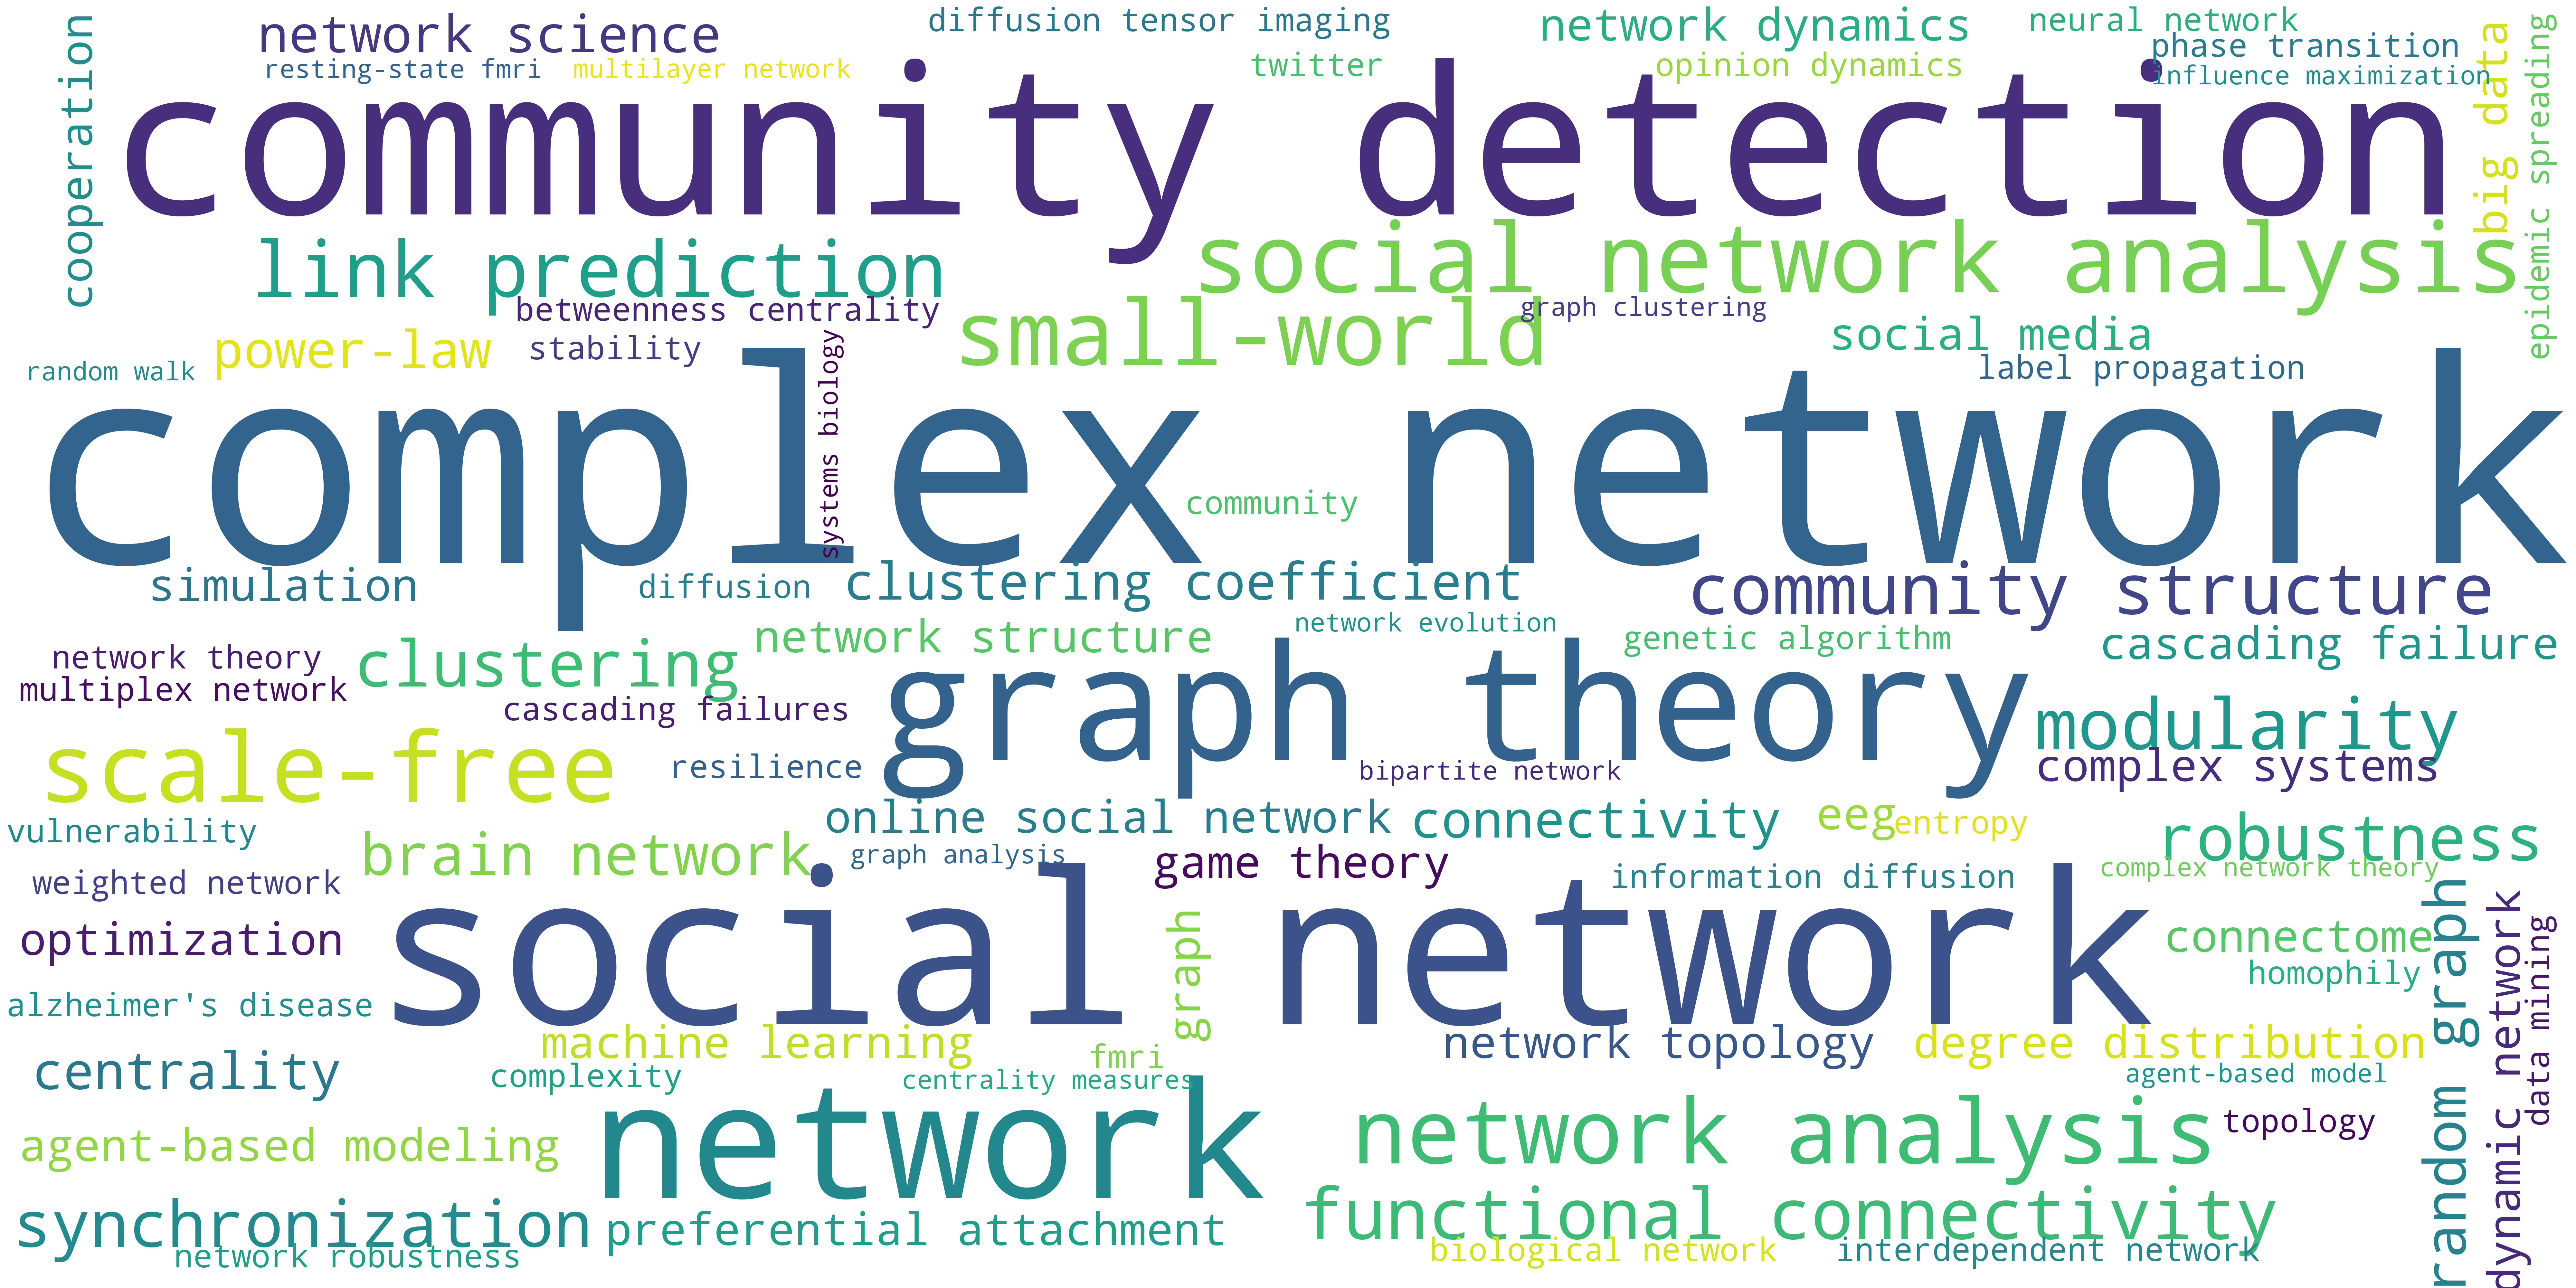 cooperation
network science
diffusion tensor imaging
network dynamics
neural network
resting-state fmri
multilayer network
twitter
opinion dynamics
phase transition
influence maximization
big data
epidemic spreading
community detection
link prediction
social network analysis
betweenness centrality
small-world
graph clustering
power-law
stability
social media
random walk
systems biology
label propagation
complex network
community
simulation
diffusion
clustering coefficient
community structure
network theory
clustering
network structure
network evolution
genetic algorithm
cascading failure
multiplex network
cascading failures
graph theory
modularity
scale-free
resilience
bipartite network
complex systems
vulnerability
online social network
connectivity
eeg
entropy
robustness
brain network
graph analysis
game theory
complex network theory
weighted network
information diffusion
optimization
social network
graph
connectome
homophily
random graph
dynamic network
data mining
alzheimer's disease
machine learning
fmri
network topology
degree distribution
centrality
complexity
centrality measures
agent-based model
agent-based modeling
network
network analysis
topology
synchronization
preferential attachment
functional connectivity
network robustness
biological network
interdependent network